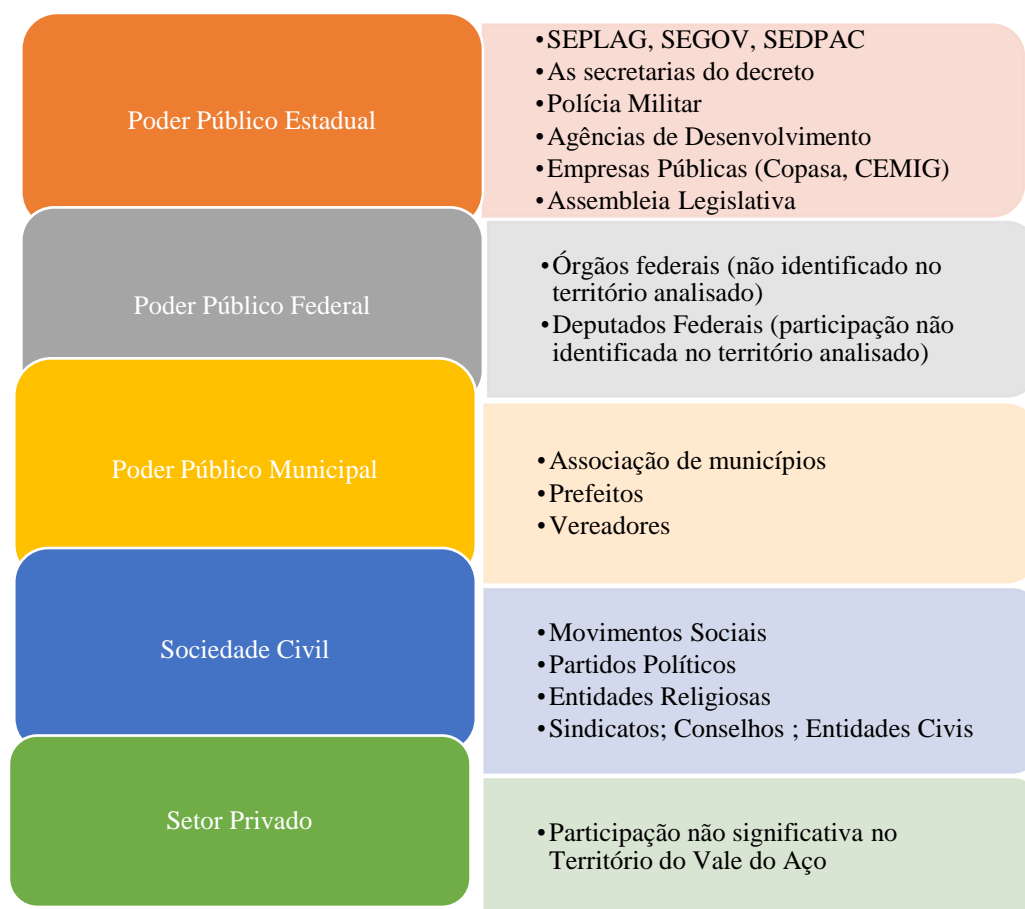 Poder Público Estadual
•SEPLAG, SEGOV, SEDPAC
•As secretarias do decreto
•Polícia Militar
•Agências de Desenvolvimento
•Empresas Públicas (Copasa, CEMIG)
•Assembleia Legislativa
Poder Público Federal
•Órgãos federais (não identificado no
território analisado)
•Deputados Federais (participação não
identificada no território analisado)
Poder Público Municipal
•Associação de municípios
•Prefeitos
•Vereadores
Sociedade Civil
•Movimentos Sociais
•Partidos Políticos
•Entidades Religiosas
•Sindicatos; Conselhos ; Entidades Civis
Setor Privado
•Participação não significativa no
Território do Vale do Aço